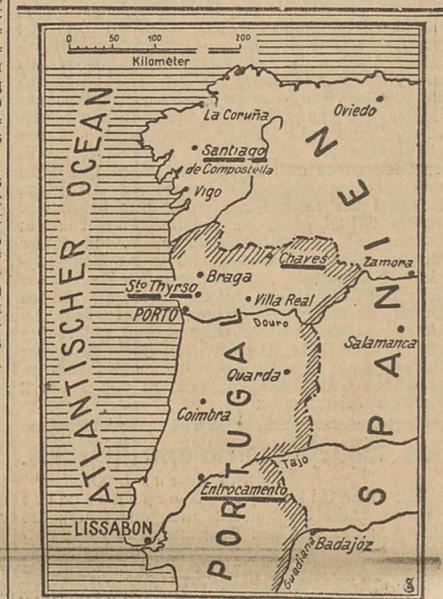 0 50 100 200
Kilometer
ATLANTISCHER OCEAN
La Coruña
Oviedo
Santiago
de Compostella
Vigo
SPANIEN
Chaves
Zamora
Braga
Sto Thyrso
Villa Real
PORTO
Douro
Salamanca
PORTUGAL
Quarda
Coimbra
Tajo
Entrocamento
LISSABON
Guadiana
Badajóz